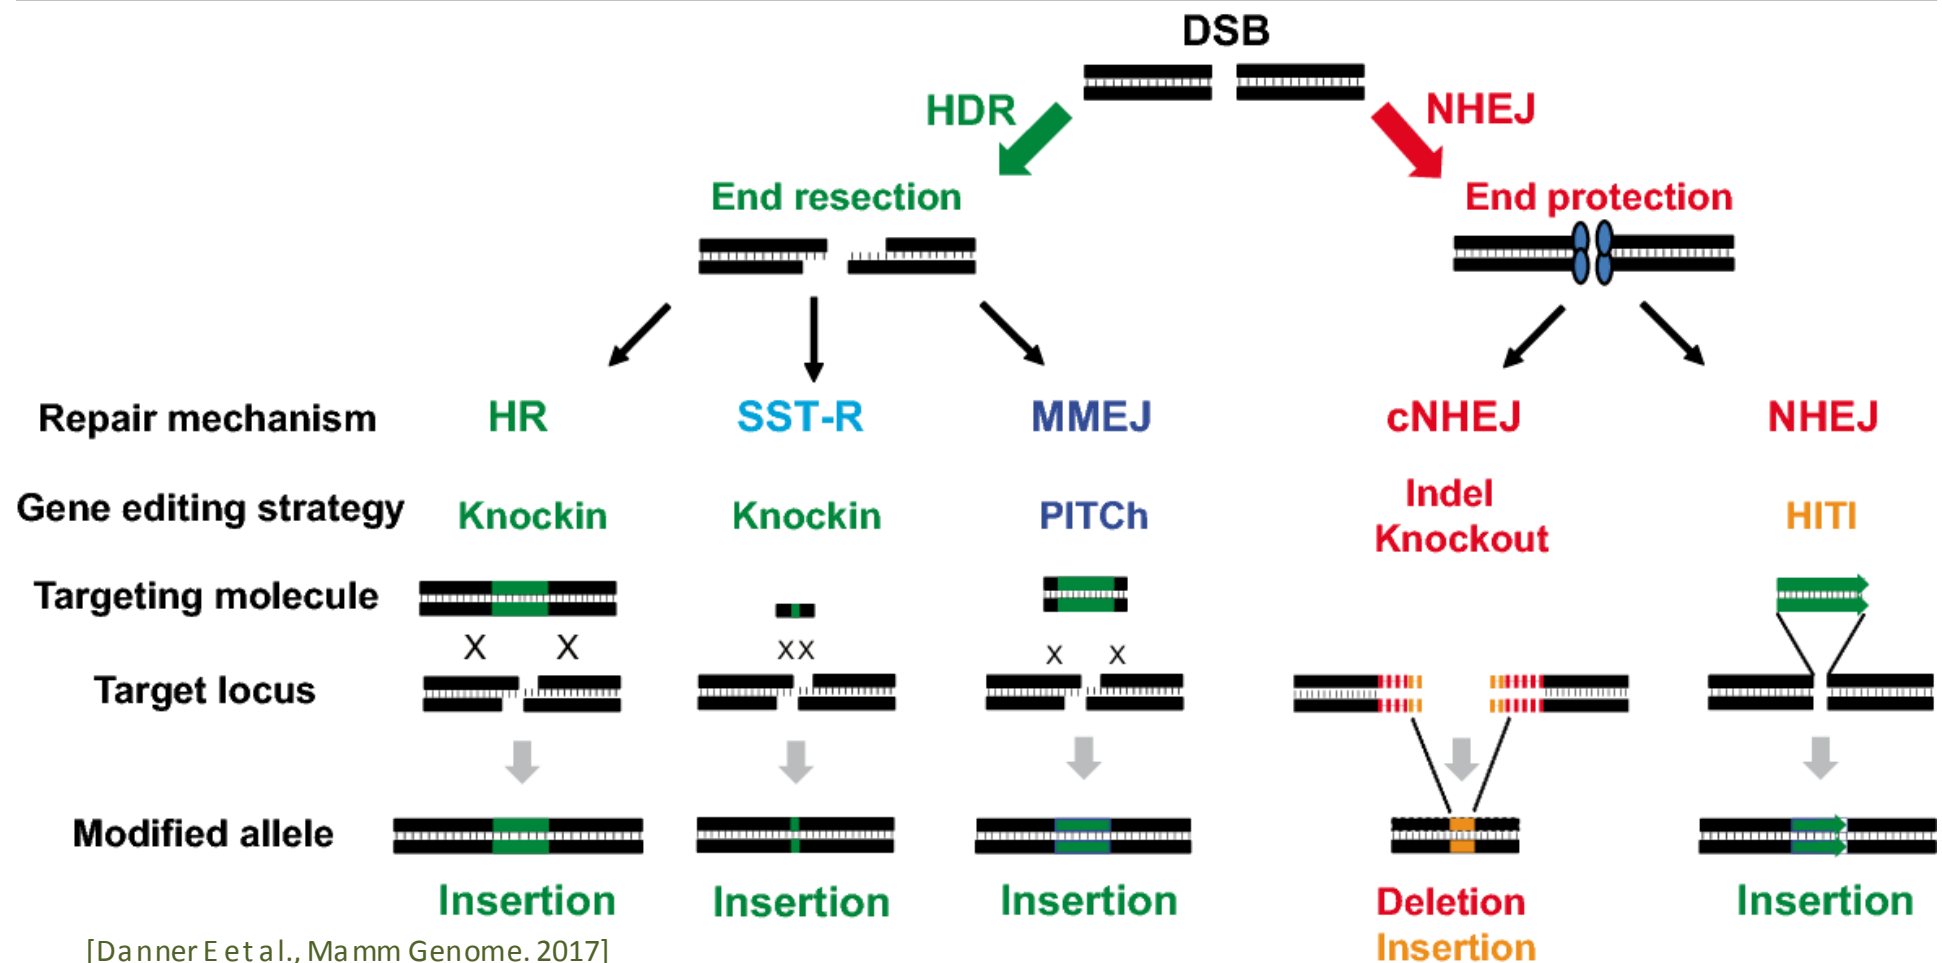 DSB
HDR
NHEJ
End resection
End protection
Repair mechanism HR SST-R MMEJ cNHEJ NHEJ
Gene editing strategy Knockin Knockin PITCh Indel Knockout HITI
Targeting molecule
X X XX X X
Target locus
Modified allele
Insertion Insertion Insertion Deletion Insertion Insertion
[Danner E et al., Mamm Genome. 2017]